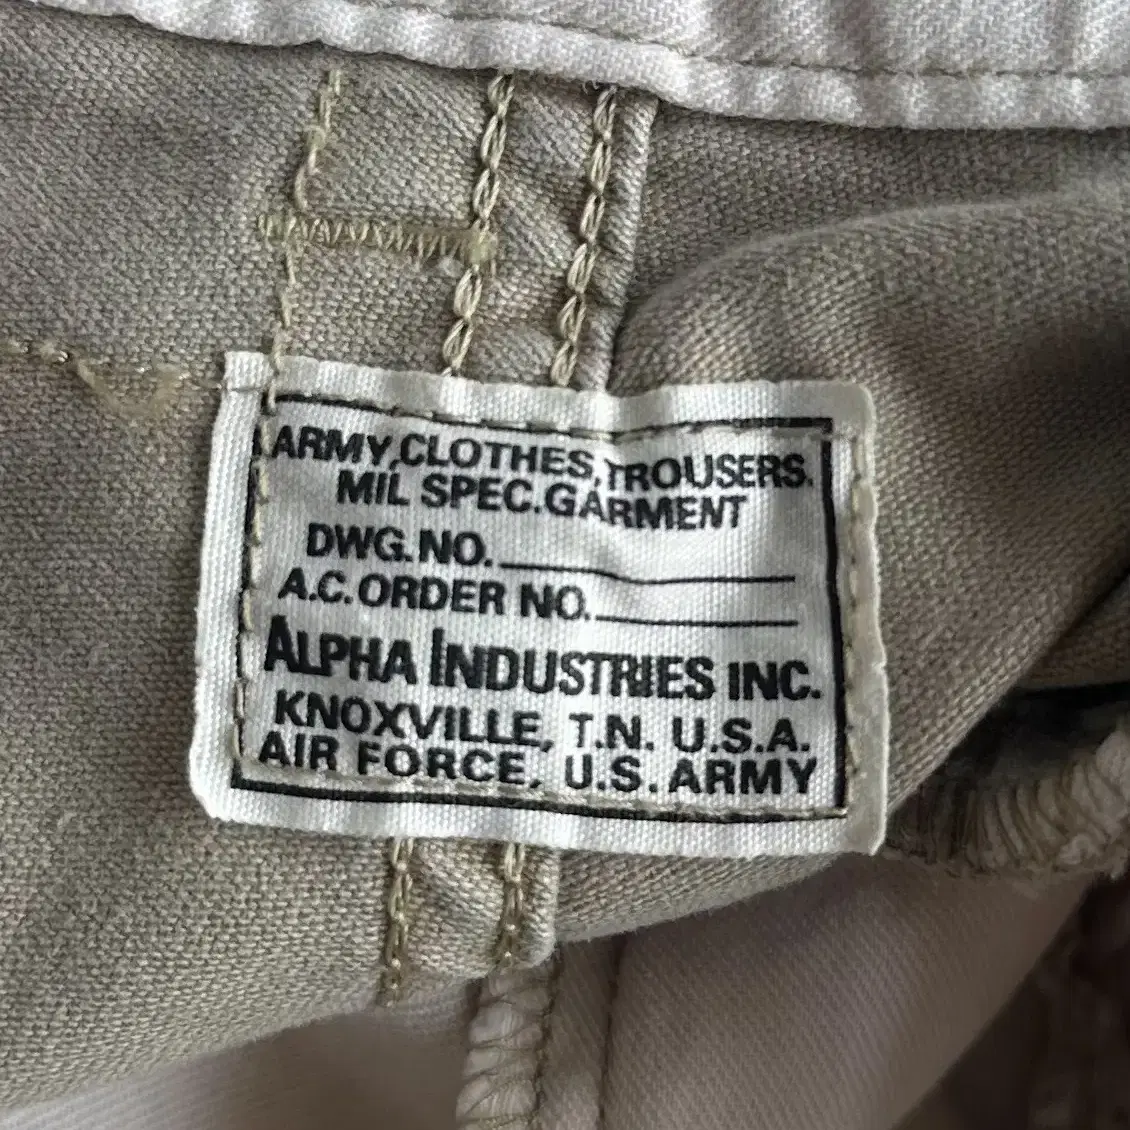 ARMY,CLOTHES,TROUSERS.
MIL SPEC.GARMENT
DWG.NO.
A.C.ORDER NO.
ALPHA INDUSTRIES INC.
KNOXVILLE, T.N. U.S.A.
AIR FORCE, U.S. ARMY